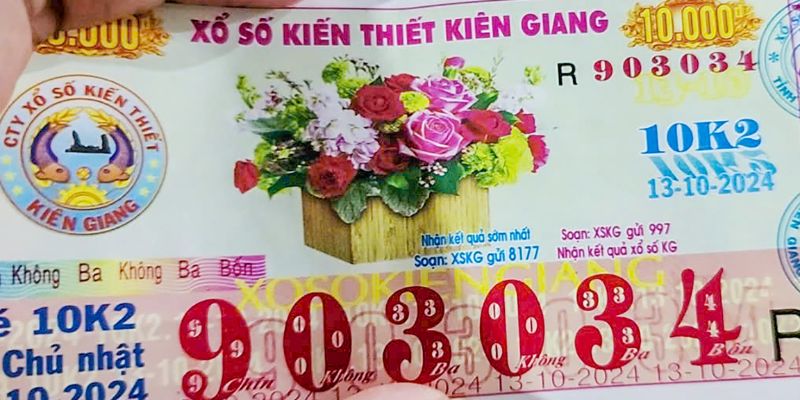 XỔ SỐ KIẾN THIẾT KIÊN GIANG
10.000đ
R 903034
CTY XỔ SỐ KIẾN THIẾT
KIÊN GIANG
10K2
13-10-2024
Nhận kết quả sớm nhất
Soạn: XSKG gửi 8177
Soạn: XSKG gửi 997
Nhận kết quả xổ số KG
Không Ba Không Ba Bốn
XOSOKIENGIANG
10K2
Chủ nhật
10-2024
903034
Chín Không Ba Không Ba Bốn
R
13-10-2024 13-10-2024